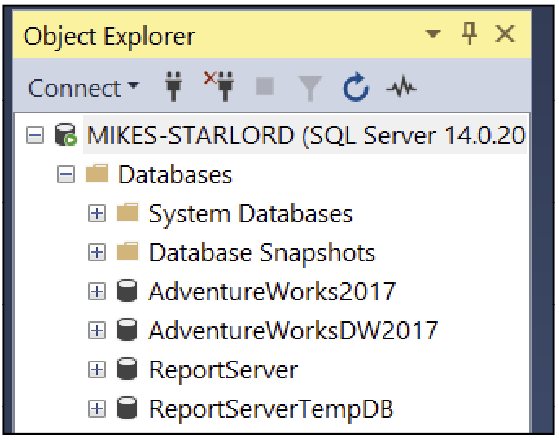 Object Explorer
Connect
MIKES-STARLORD (SQL Server 14.0.20
Databases
System Databases
Database Snapshots
AdventureWorks2017
AdventureWorksDW2017
ReportServer
ReportServerTempDB